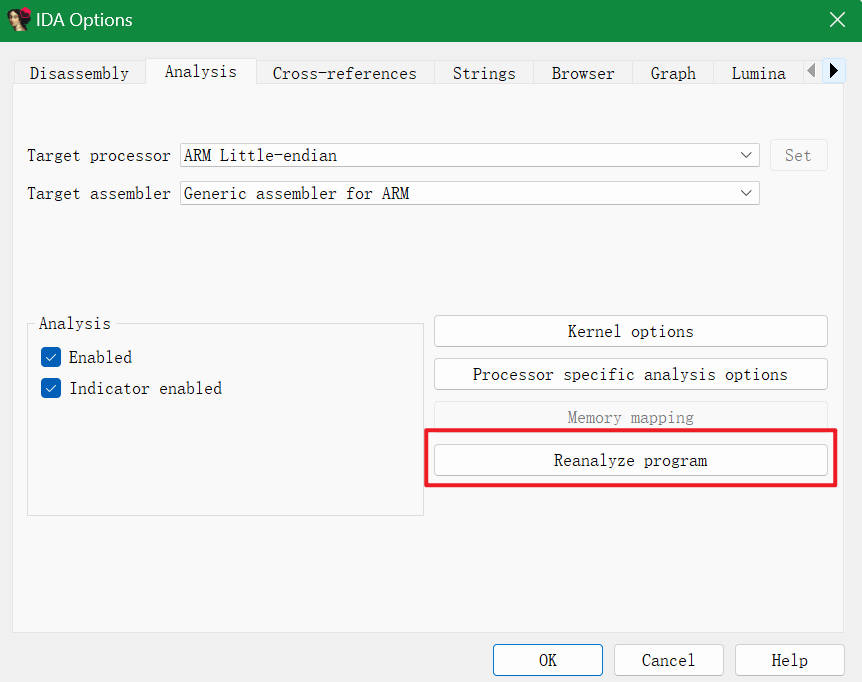 IDA Options
Disassembly Analysis Cross-references Strings Browser Graph Lumina
Target processor ARM Little-endian Set
Target assembler Generic assembler for ARM
Analysis
Enabled
Indicator enabled
Kernel options
Processor specific analysis options
Memory mapping
Reanalyze program
OK Cancel Help